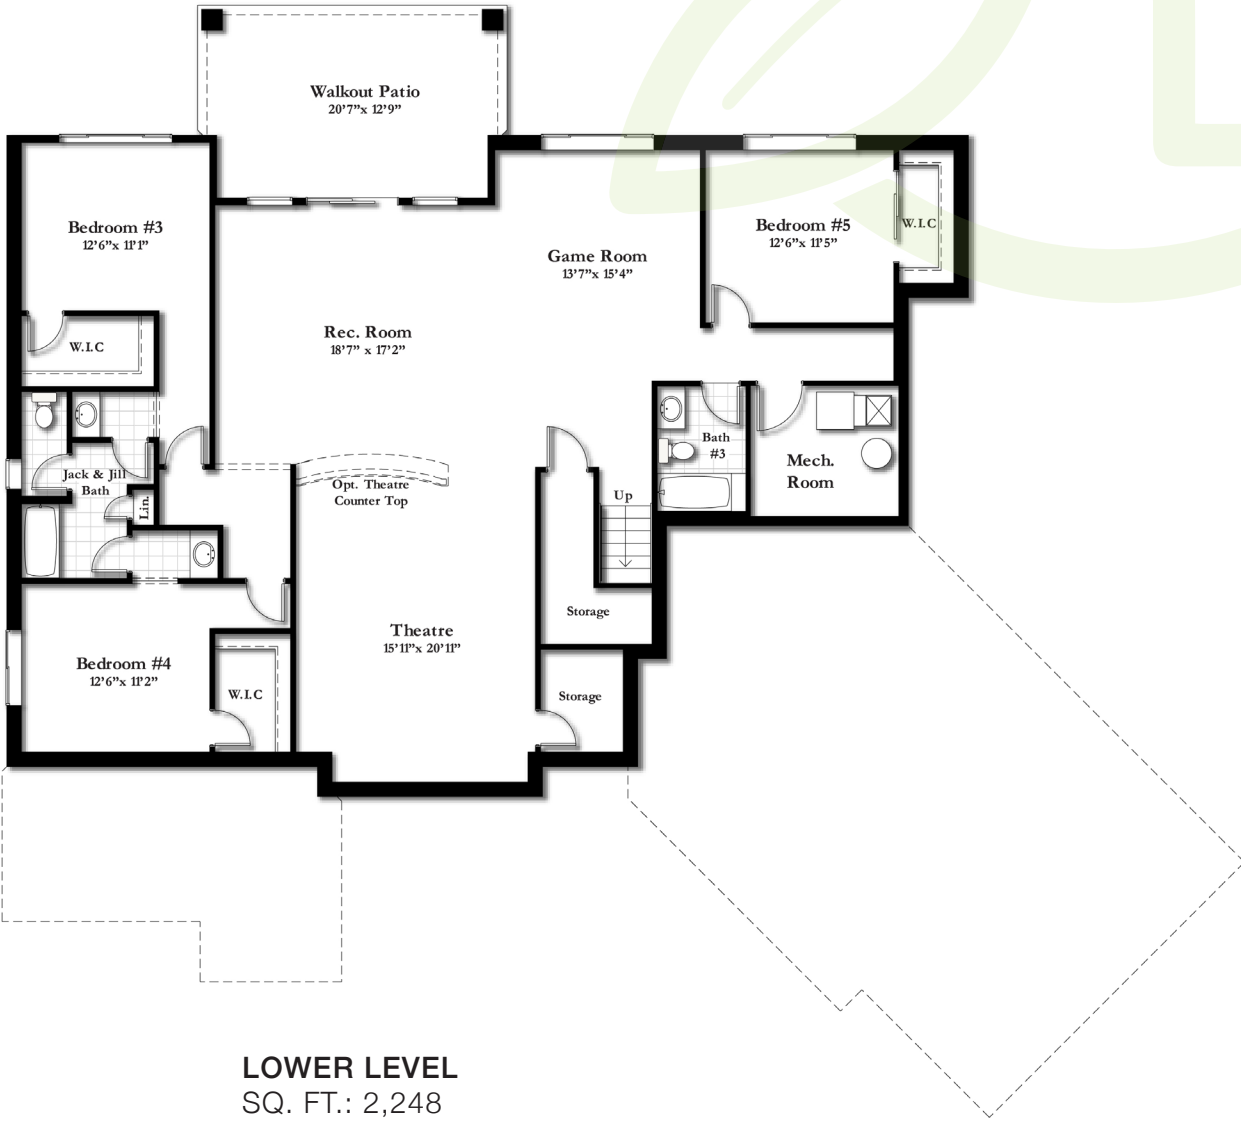 Walkout Patio
20'7"x 12'9"
Bedroom #3
12'6"x 11'1"
Bedroom #5
12'6"x 11'5"
W.I.C
Game Room
13'7"x 15'4"
Rec. Room
18'7" x 17'2"
W.I.C
Bath
#3
Mech.
Room
Jack & Jill
Bath
Lin.
Opt. Theatre
Counter Top
Up
Storage
Theatre
15'11"x 20'11"
Bedroom #4
12'6"x 11'2"
W.I.C
Storage
LOWER LEVEL
SQ. FT.: 2,248